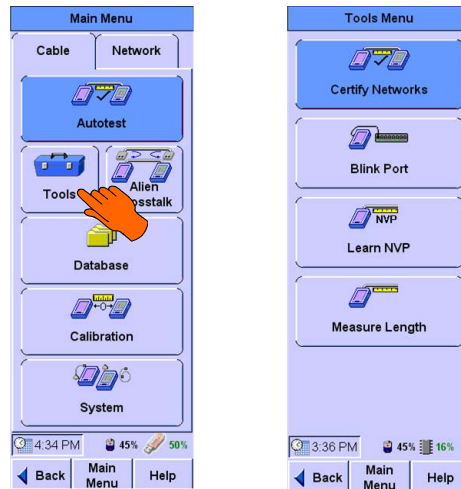 Main Menu
Cable
Network
Autotest
Tools
Alien
osstalk
Database
Calibration
System
4:34 PM
45%
50%
Back
Main
Menu
Help
Tools Menu
Certify Networks
Blink Port
NVP
Learn NVP
Measure Length
3:36 PM
45%
16%
Back
Main
Menu
Help